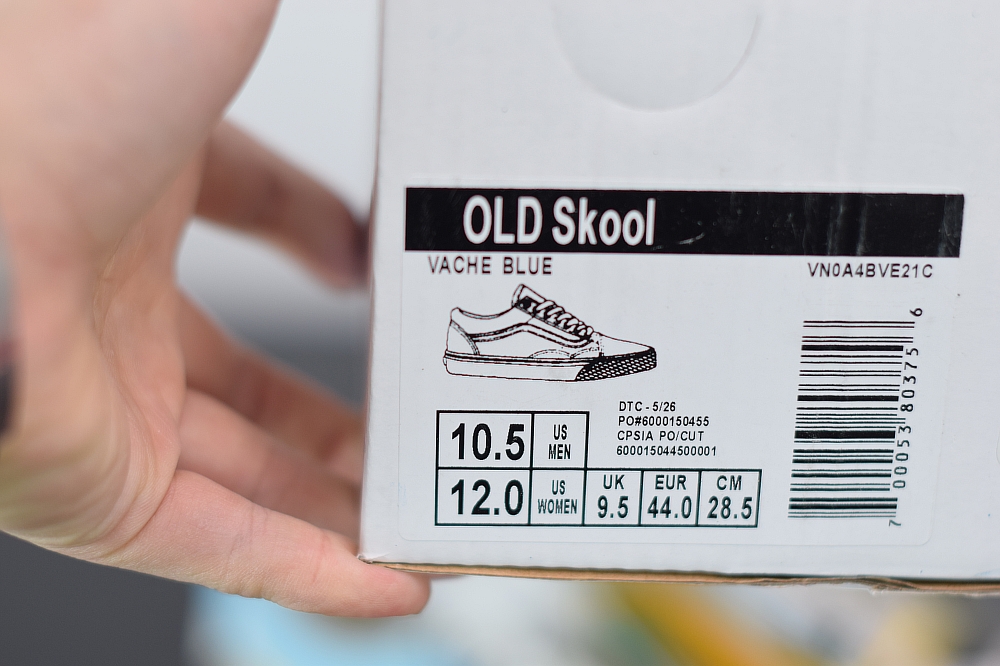 OLD Skool
VACHE BLUE
VN0A4BVE21C
DTC - 5/26
PO#6000150455
CPSIA PO/CUT
600015044500001
10.5 US MEN
12.0 US WOMEN
UK 9.5
EUR 44.0
CM 28.5
7 00053 80375 6